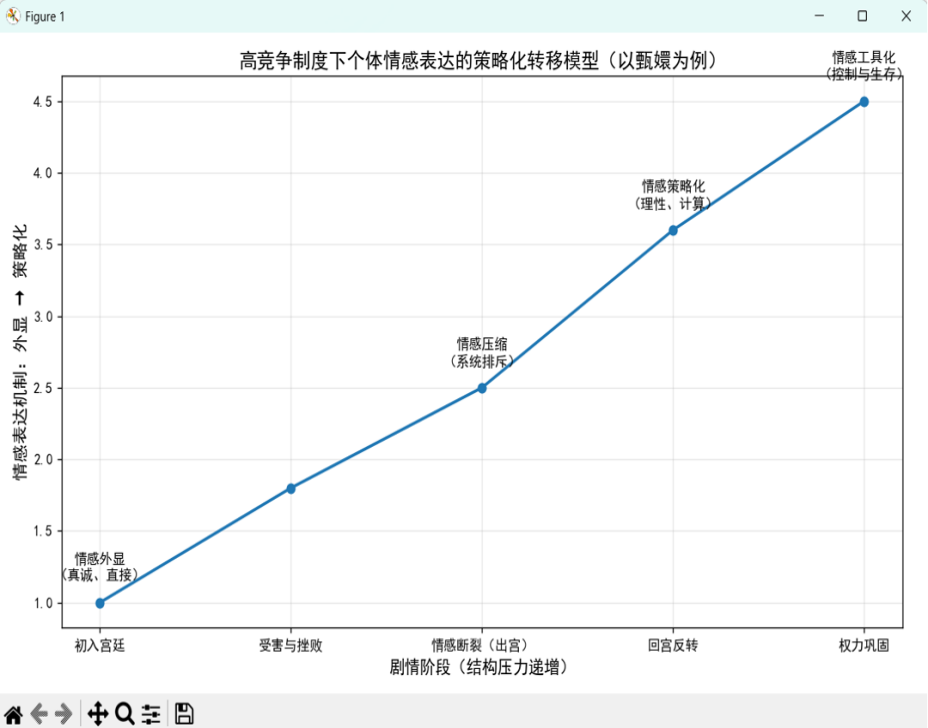 Figure 1
高竞争制度下个体情感表达的策略化转移模型（以甄嬛为例）
情感工具化
（控制与生存）
4.5
4.0
情感策略化
（理性、计算）
3.5
3.0
情感压缩
（系统排斥）
2.5
2.0
1.5
情感外显
（真诚、直接）
1.0
情感表达机制：外显 → 策略化
初入宫廷
受害与挫败
情感断裂（出宫）
回宫反转
权力巩固
剧情阶段（结构压力递增）